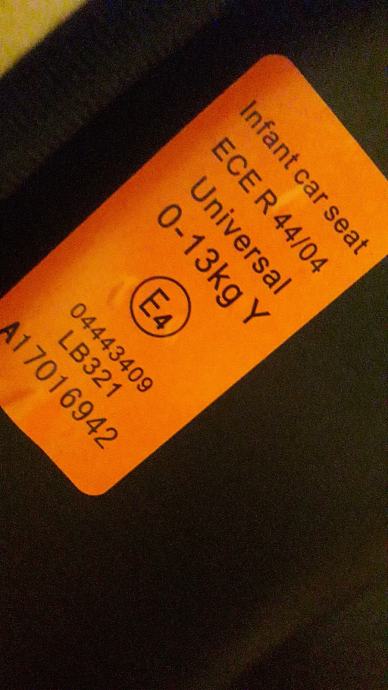 Infant car seat
ECE R 44/04
Universal
0-13kg Y
E4
04443409
LB321
A17016942